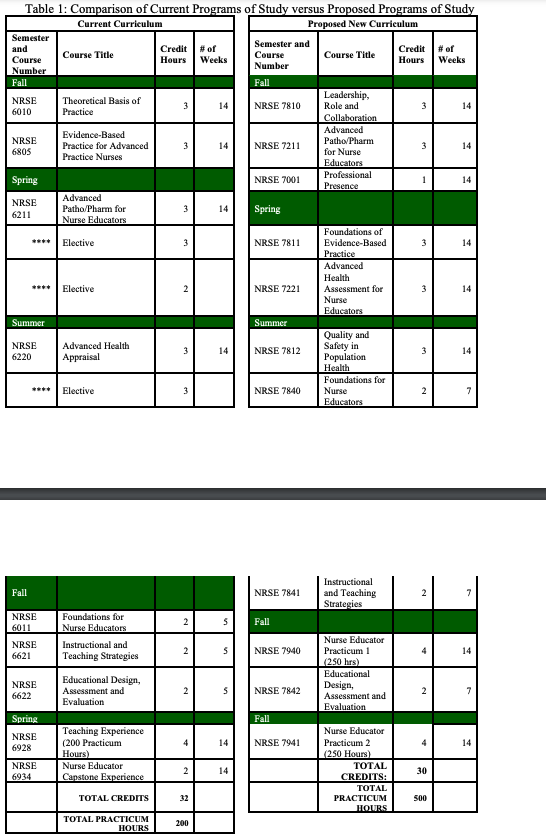 Table 1: Comparison of Current Programs of Study versus Proposed Programs of Study
Current Curriculum
Semester
and
Course
Number
Course Title
Credit
Hours
# of
Weeks
Fall
NRSE
6010
Theoretical Basis of
Practice
3
14
NRSE
6805
Evidence-Based
Practice for Advanced
Practice Nurses
3
14
Spring
NRSE
6211
Advanced
Patho/Pharm for
Nurse Educators
3
14
****
Elective
3
****
Elective
2
Summer
NRSE
6220
Advanced Health
Appraisal
3
14
****
Elective
3
Proposed New Curriculum
Semester and
Course
Number
Course Title
Credit
Hours
# of
Weeks
Fall
NRSE 7810
Leadership,
Role and
Collaboration
3
14
NRSE 7211
Advanced
Patho/Pharm
for Nurse
Educators
3
14
NRSE 7001
Professional
Presence
1
14
Spring
NRSE 7811
Foundations of
Evidence-Based
Practice
3
14
NRSE 7221
Advanced
Health
Assessment for
Nurse
Educators
3
14
Summer
NRSE 7812
Quality and
Safety in
Population
Health
3
14
NRSE 7840
Foundations for
Nurse
Educators
2
7
Fall
NRSE
6011
Foundations for
Nurse Educators
2
5
NRSE
6621
Instructional and
Teaching Strategies
2
5
NRSE
6622
Educational Design,
Assessment and
Evaluation
2
5
Spring
NRSE
6928
Teaching Experience
(200 Practicum
Hours)
4
14
NRSE
6934
Nurse Educator
Capstone Experience
2
14
TOTAL CREDITS
32
TOTAL PRACTICUM
HOURS
200
NRSE 7841
Instructional
and Teaching
Strategies
2
7
Fall
NRSE 7940
Nurse Educator
Practicum 1
(250 hrs)
4
14
NRSE 7842
Educational
Design,
Assessment and
Evaluation
2
7
Fall
NRSE 7941
Nurse Educator
Practicum 2
(250 Hours)
4
14
TOTAL
CREDITS:
30
TOTAL
PRACTICUM
HOURS
500